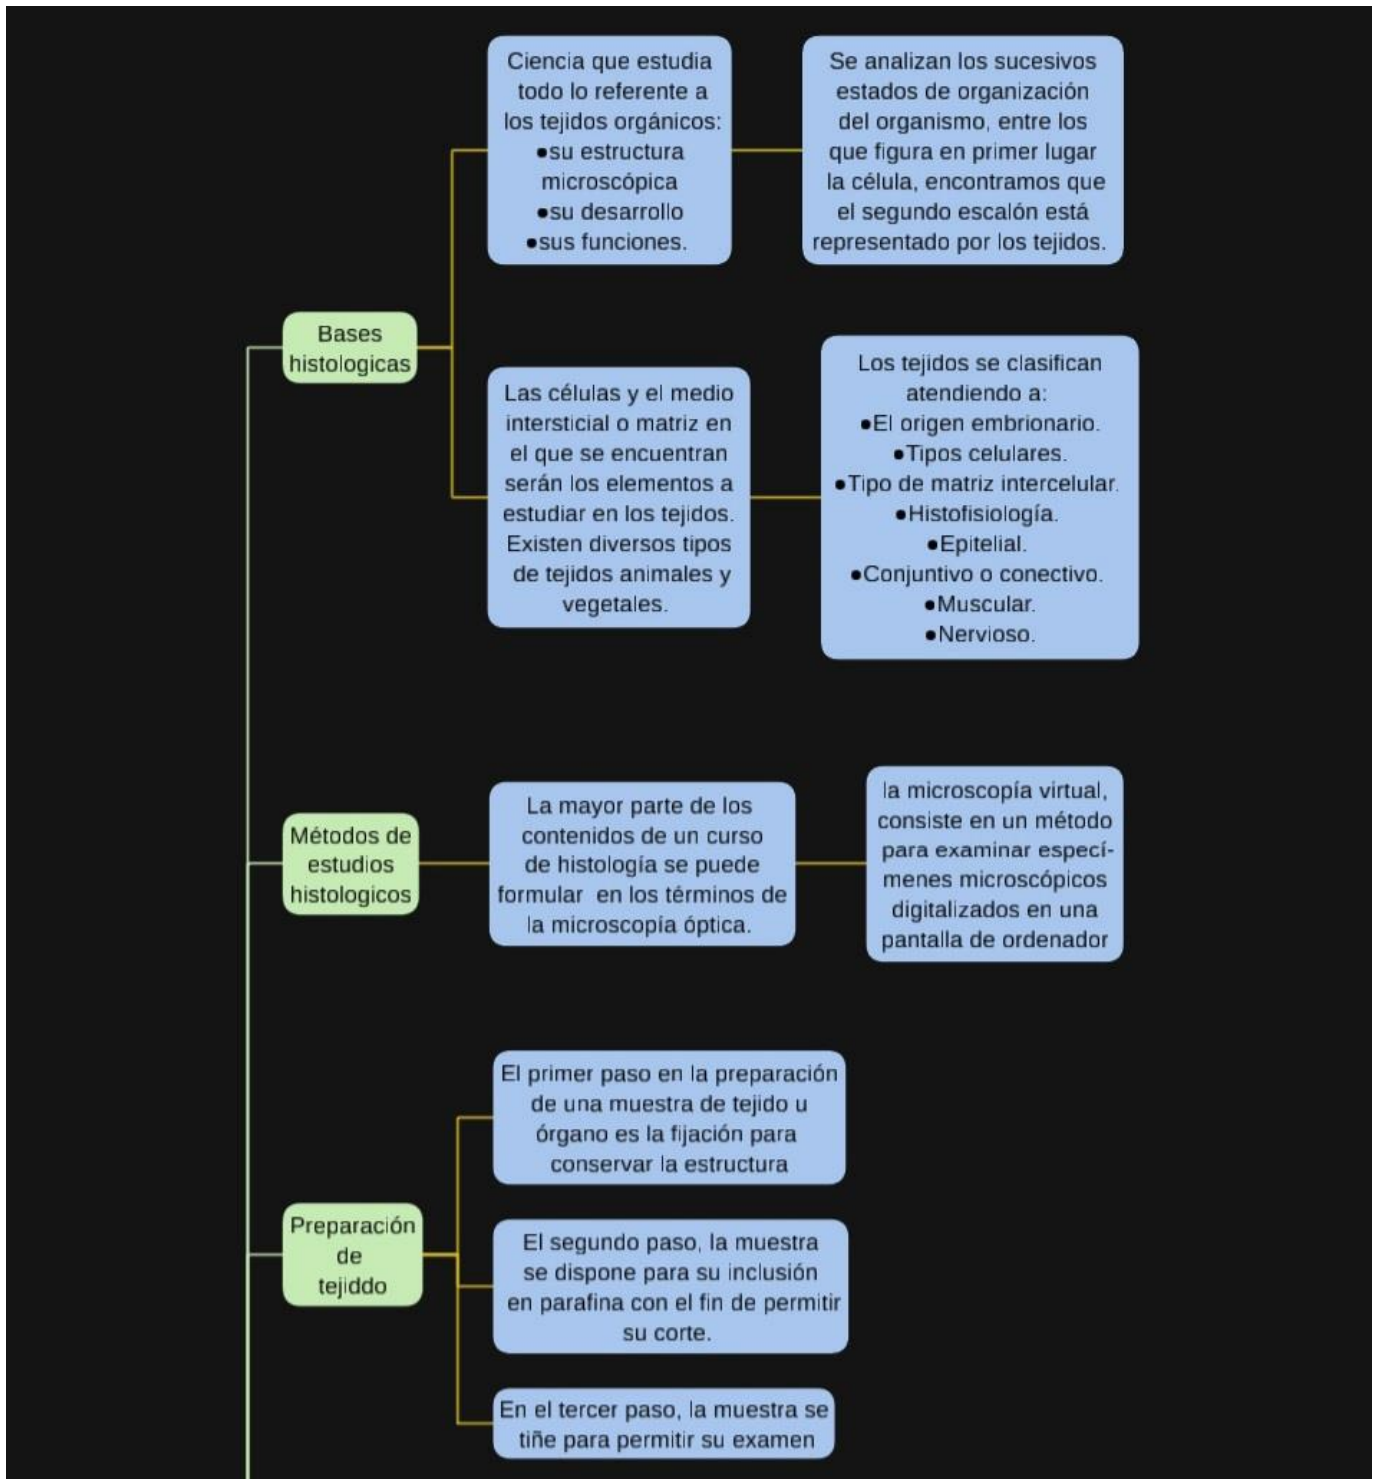 Bases
histologicas
Ciencia que estudia
todo lo referente a
los tejidos orgánicos:
●su estructura
microscópica
●su desarrollo
●sus funciones.
Se analizan los sucesivos
estados de organización
del organismo, entre los
que figura en primer lugar
la célula, encontramos que
el segundo escalón está
representado por los tejidos.
Las células y el medio
intersticial o matriz en
el que se encuentran
serán los elementos a
estudiar en los tejidos.
Existen diversos tipos
de tejidos animales y
vegetales.
Los tejidos se clasifican
atendiendo a:
●El origen embrionario.
●Tipos celulares.
●Tipo de matriz intercelular.
●Histofisiología.
●Epitelial.
●Conjuntivo o conectivo.
●Muscular.
●Nervioso.
Métodos de
estudios
histologicos
La mayor parte de los
contenidos de un curso
de histología se puede
formular en los términos de
la microscopía óptica.
la microscopía virtual,
consiste en un método
para examinar especí-
menes microscópicos
digitalizados en una
pantalla de ordenador
Preparación
de
tejiddo
El primer paso en la preparación
de una muestra de tejido u
órgano es la fijación para
conservar la estructura
El segundo paso, la muestra
se dispone para su inclusión
en parafina con el fin de permitir
su corte.
En el tercer paso, la muestra se
tiñe para permitir su examen